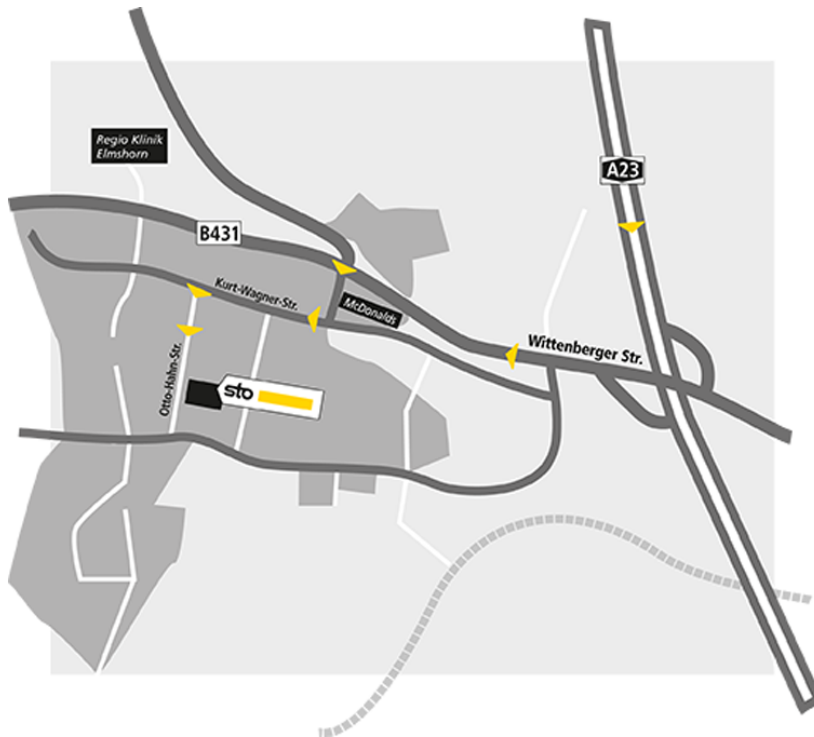 Regio Klinik
Elmshorn
A23
B431
Kurt-Wagner-Str.
McDonalds
Wittenberger Str.
Otto-Hahn-Str.
sto